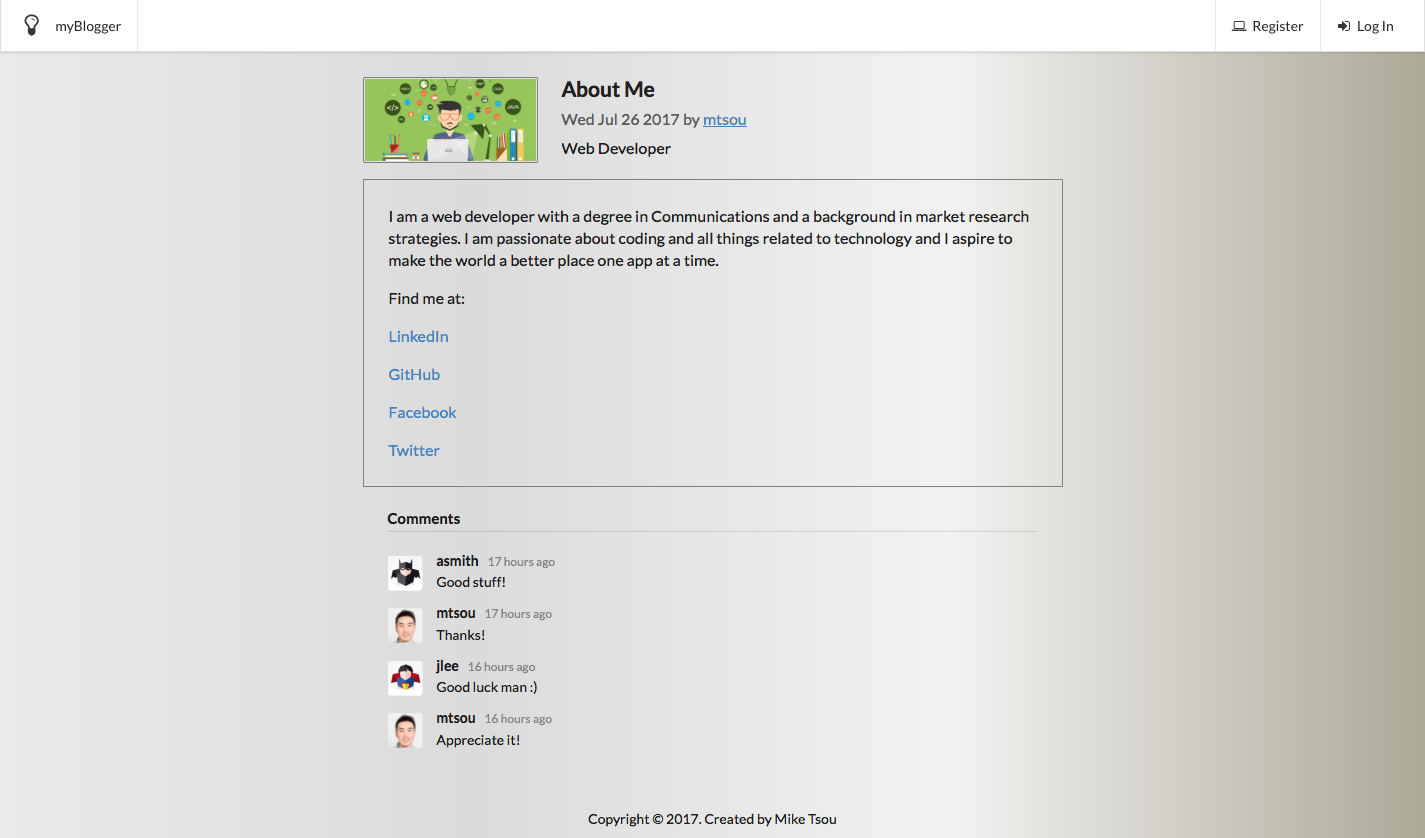 myBlogger
Register
Log In
</>
JAVA
About Me
Wed Jul 26 2017 by mtsou
Web Developer
I am a web developer with a degree in Communications and a background in market research
strategies. I am passionate about coding and all things related to technology and I aspire to
make the world a better place one app at a time.
Find me at:
LinkedIn
GitHub
Facebook
Twitter
Comments
asmith 17 hours ago
Good stuff!
mtsou 17 hours ago
Thanks!
jlee 16 hours ago
Good luck man :)
mtsou 16 hours ago
Appreciate it!
Copyright © 2017. Created by Mike Tsou